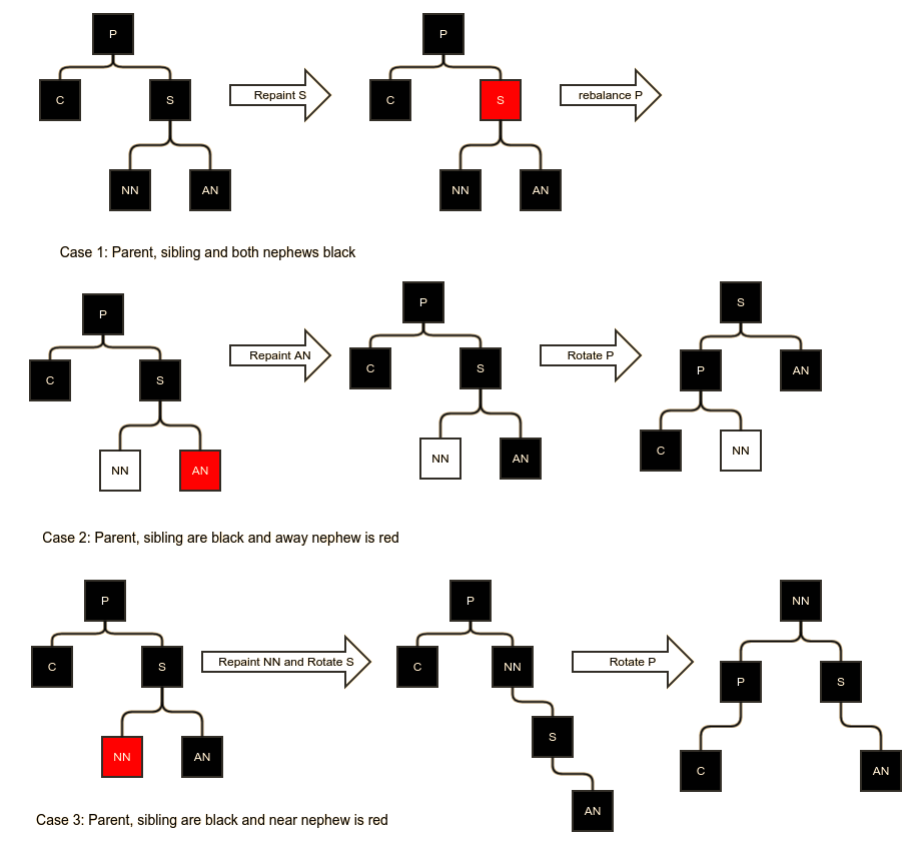 P P
C S Repaint S C S rebalance P
NN AN NN AN
Case 1: Parent, sibling and both nephews black
P P S
C S Repaint AN C S Rotate P P AN
NN AN NN AN C NN
Case 2: Parent, sibling are black and away nephew is red
P P NN
C S Repaint NN and Rotate S C NN Rotate P P S
NN AN S C AN
AN
Case 3: Parent, sibling are black and near nephew is red